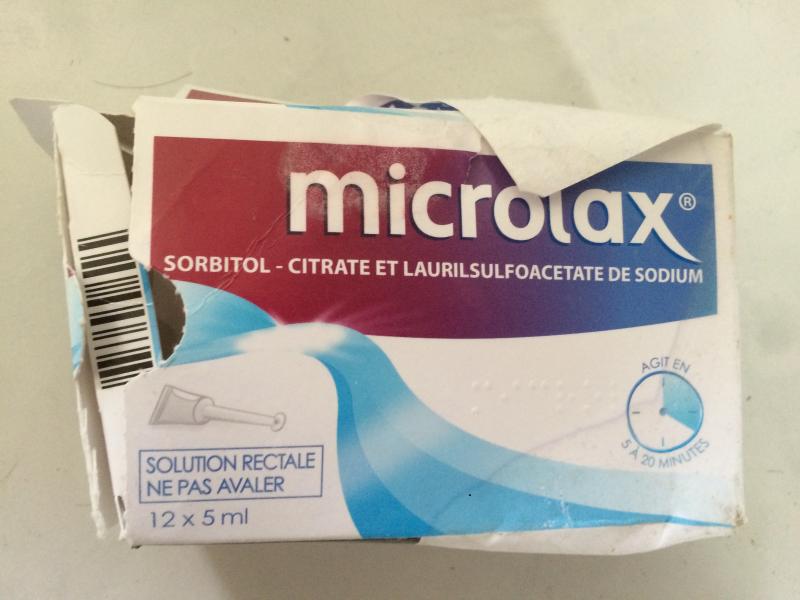 microlax®
SORBITOL - CITRATE ET LAURILSULFOACETATE DE SODIUM
AGIT EN
5 À 20 MINUTES
SOLUTION RECTALE
NE PAS AVALER
12 x 5 ml